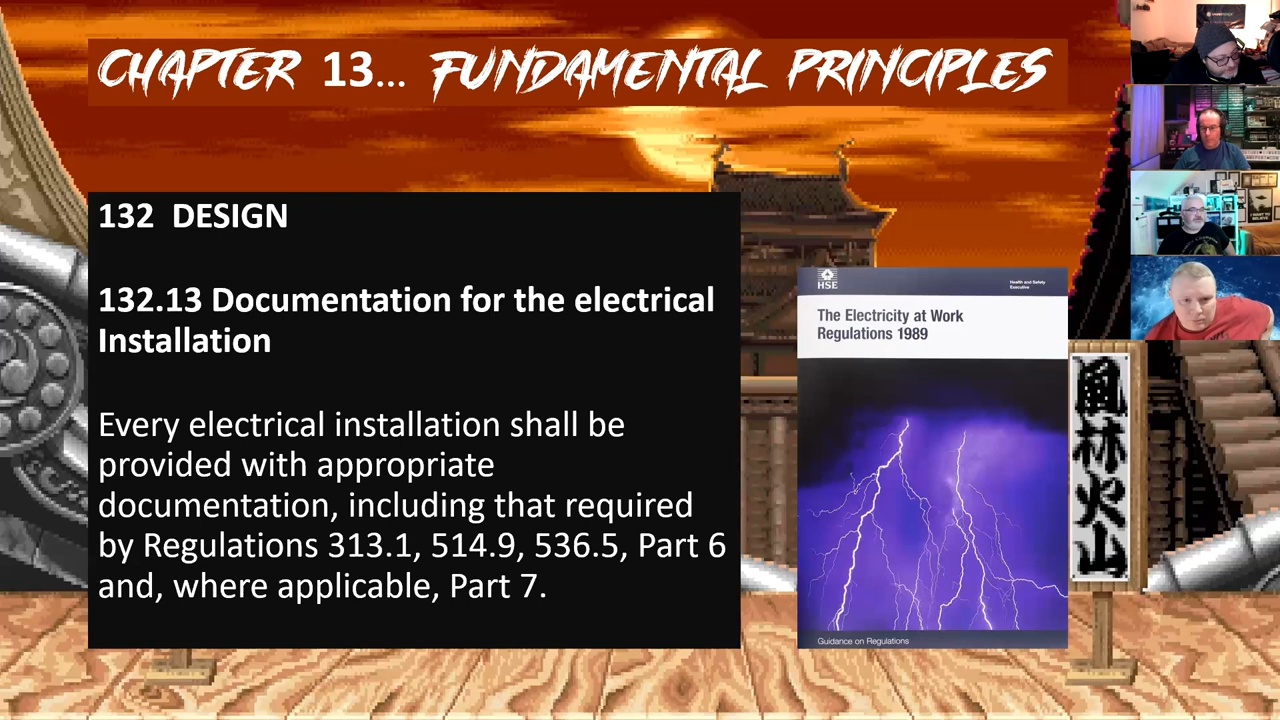 CHAPTER 13... FUNDAMENTAL PRINCIPLES
132 DESIGN
132.13 Documentation for the electrical
Installation
Every electrical installation shall be
provided with appropriate
documentation, including that required
by Regulations 313.1, 514.9, 536.5, Part 6
and, where applicable, Part 7.
HSE
Health and Safety
Executive
The Electricity at Work
Regulations 1989
Guidance on Regulations
風林火山
I WANT TO
BELIEVE